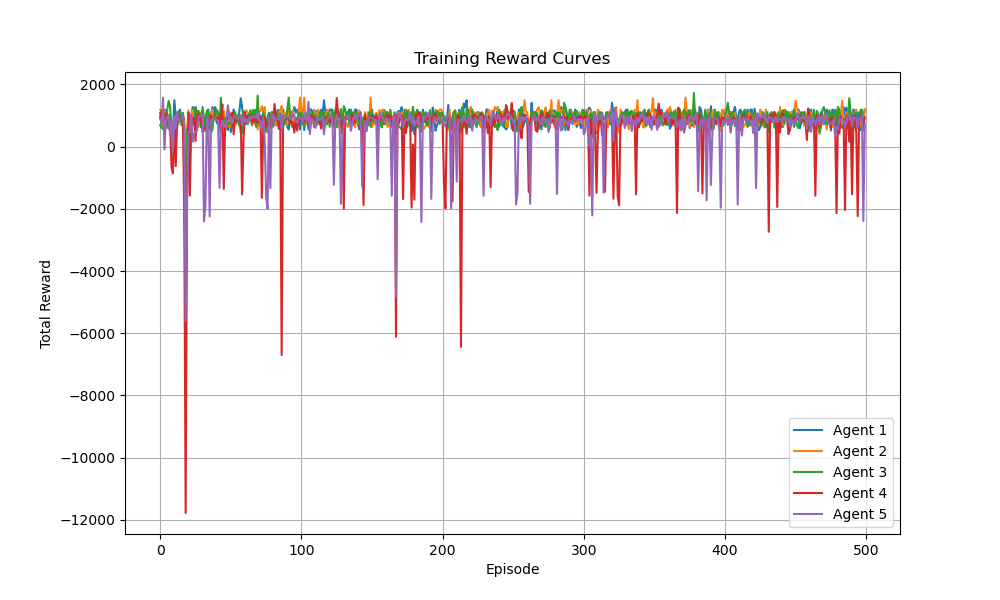 Training Reward Curves
Total Reward
2000
0
−2000
−4000
−6000
−8000
−10000
−12000
0 100 200 300 400 500
Episode
Agent 1
Agent 2
Agent 3
Agent 4
Agent 5